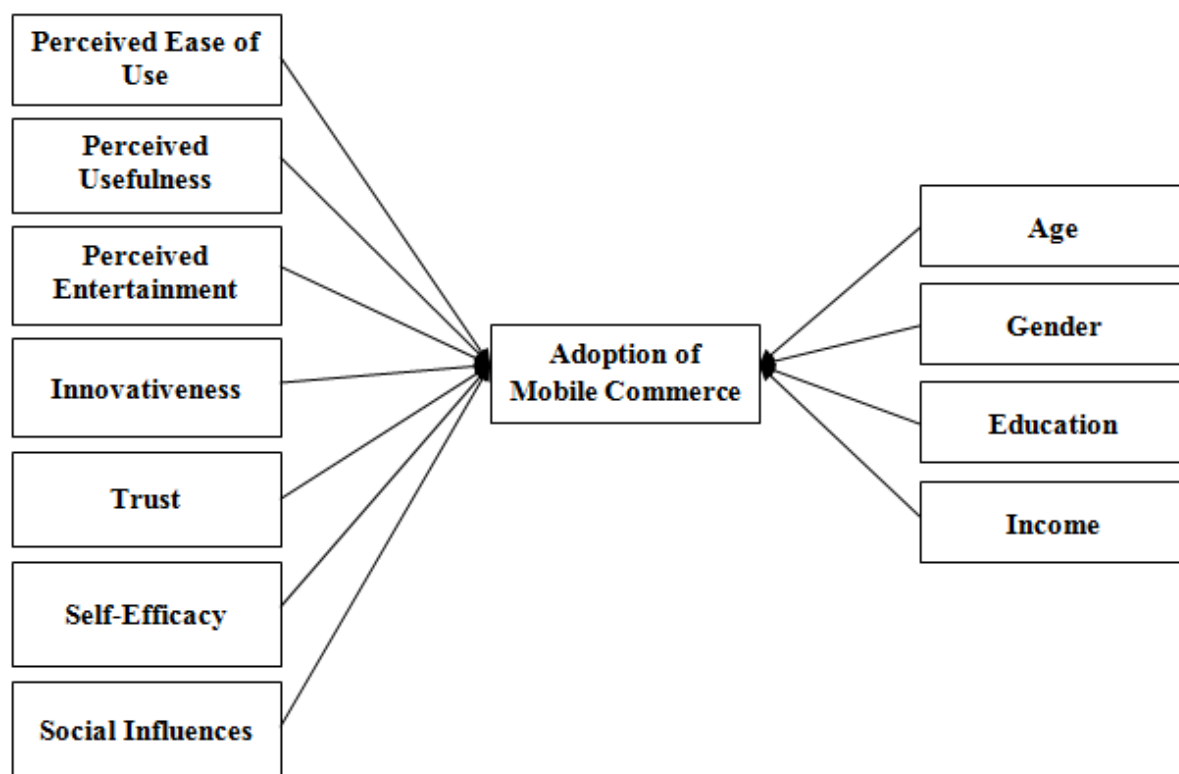 Perceived Ease of
Use
Perceived
Usefulness
Perceived
Entertainment
Innovativeness
Trust
Self-Efficacy
Social Influences
Adoption of
Mobile Commerce
Age
Gender
Education
Income